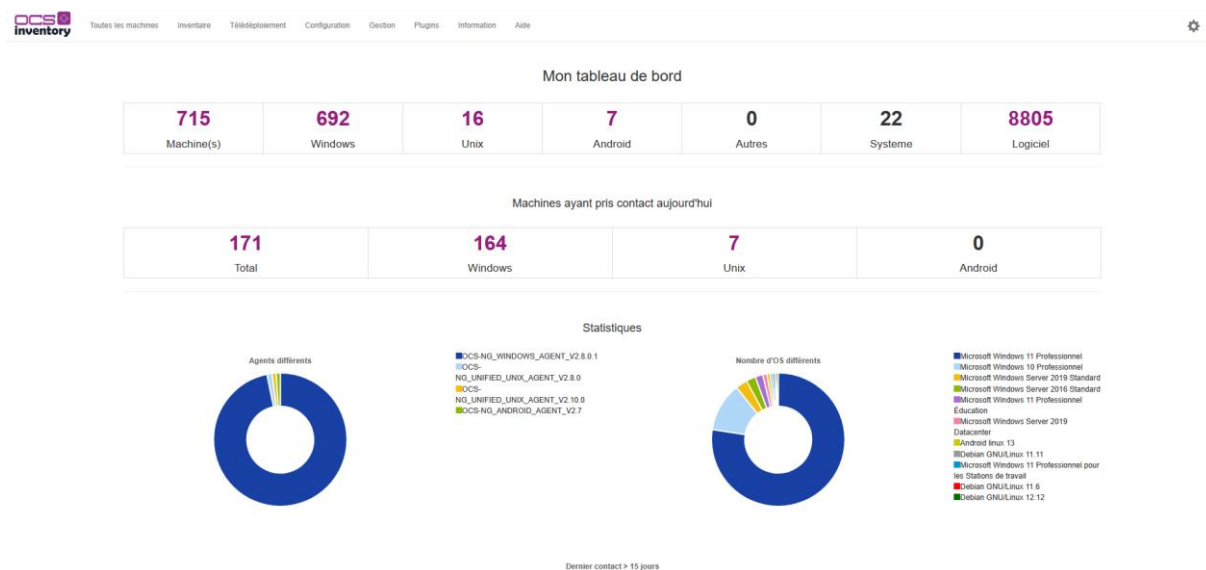 OCS inventory
Toutes les machines Inventaire Télédéploiement Configuration Gestion Plugins Information Aide
Mon tableau de bord
715 692 16 7 0 22 8805
Machine(s) Windows Unix Android Autres Systeme Logiciel
Machines ayant pris contact aujourd'hui
171 164 7 0
Total Windows Unix Android
Statistiques
Agents différents
OCS-NG_WINDOWS_AGENT_V2.8.0.1
OCS-
NG_UNIFIED_UNIX_AGENT_V2.8.0
OCS-
NG_UNIFIED_UNIX_AGENT_V2.10.0
OCS-NG_ANDROID_AGENT_V2.7
Nombre d'OS différents
Microsoft Windows 11 Professionnel
Microsoft Windows 10 Professionnel
Microsoft Windows Server 2019 Standard
Microsoft Windows Server 2016 Standard
Microsoft Windows 11 Professionnel
Éducation
Microsoft Windows Server 2019
Datacenter
Android linux 13
Debian GNU/Linux 11.11
Microsoft Windows 11 Professionnel pour
les Stations de travail
Debian GNU/Linux 11.6
Debian GNU/Linux 12.12
Dernier contact > 15 jours